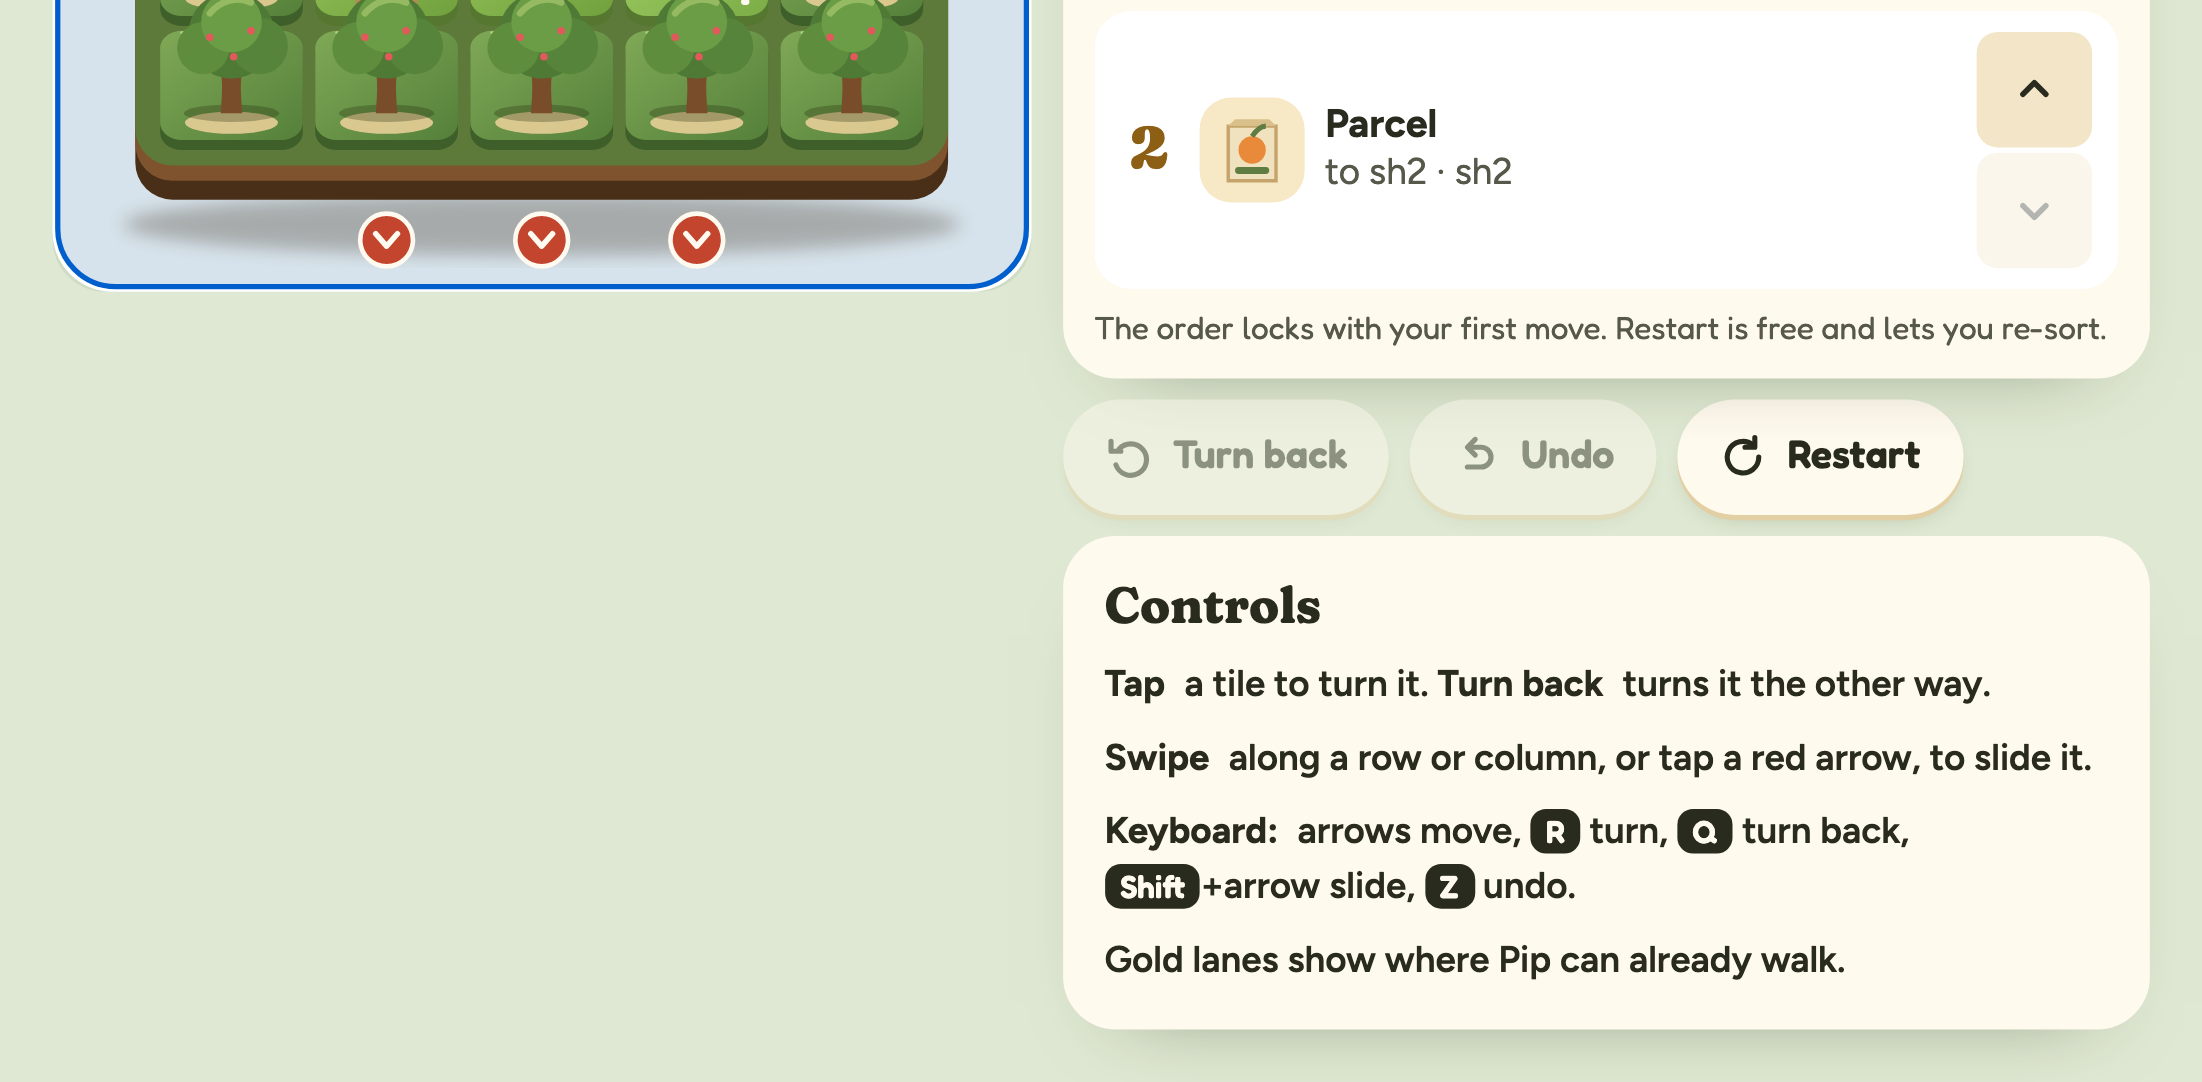 2
Parcel
to sh2 · sh2
The order locks with your first move. Restart is free and lets you re-sort.
Turn back
Undo
Restart
Controls
Tap a tile to turn it. Turn back turns it the other way.
Swipe along a row or column, or tap a red arrow, to slide it.
Keyboard: arrows move, R turn, Q turn back,
Shift+arrow slide, Z undo.
Gold lanes show where Pip can already walk.